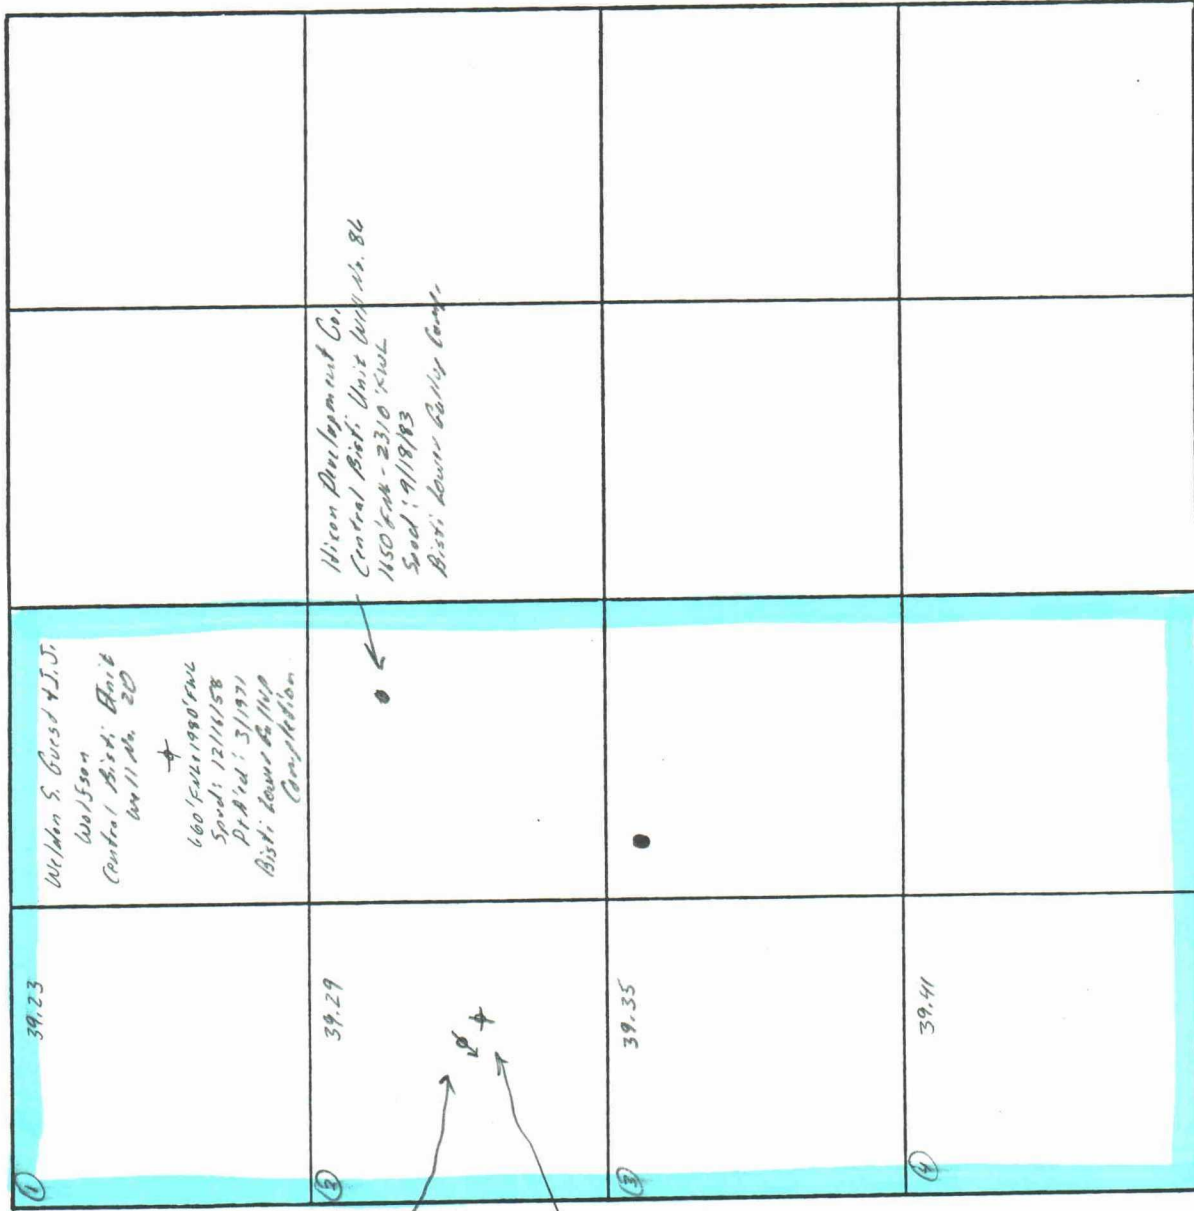 ①
39.23
Weldon S. Guest & I.J.
Wolfson
Central Bisti Unit
Well No. 20
660'FNL & 1980'FWL
Spud: 12/16/58
P&A'ed: 3/1971
Bisti Lower Gallup
Completion
②
39.29
Hicon Development Co.
Central Bisti Unit Well No. 86
1650'FNL - 2310'FWL
Spud: 9/18/83
Bisti Lower Gallup Comp.
③
39.35
④
39.41